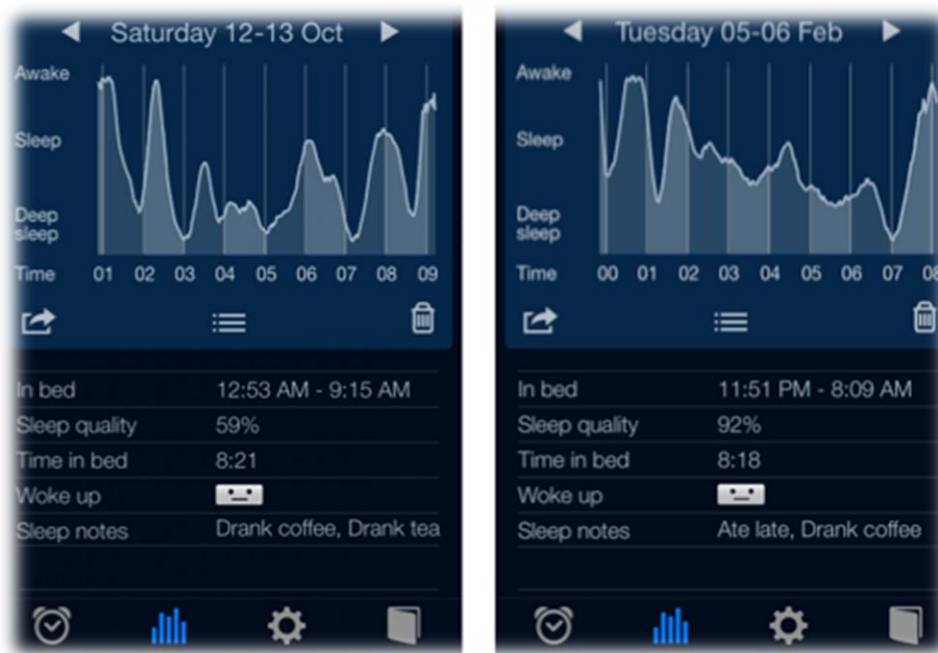 Saturday 12-13 Oct
Awake
Sleep
Deep
sleep
Time 01 02 03 04 05 06 07 08 09
In bed 12:53 AM - 9:15 AM
Sleep quality 59%
Time in bed 8:21
Woke up
Sleep notes Drank coffee, Drank tea
Tuesday 05-06 Feb
Awake
Sleep
Deep
sleep
Time 00 01 02 03 04 05 06 07 08
In bed 11:51 PM - 8:09 AM
Sleep quality 92%
Time in bed 8:18
Woke up
Sleep notes Ate late, Drank coffee